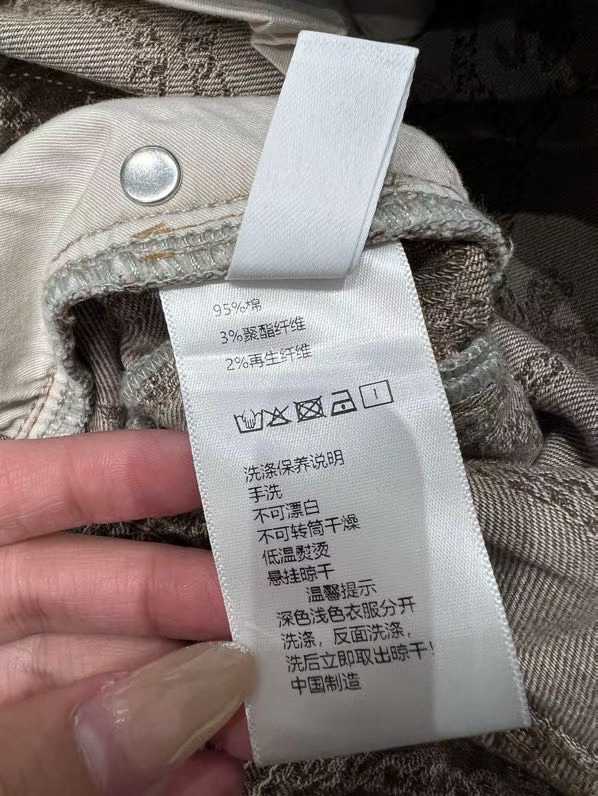 95%棉
3%聚酯纤维
2%再生纤维
洗涤保养说明
手洗
不可漂白
不可转筒干燥
低温熨烫
悬挂晾干
温馨提示
深色浅色衣服分开
洗涤，反面洗涤，
洗后立即取出晾干！
中国制造